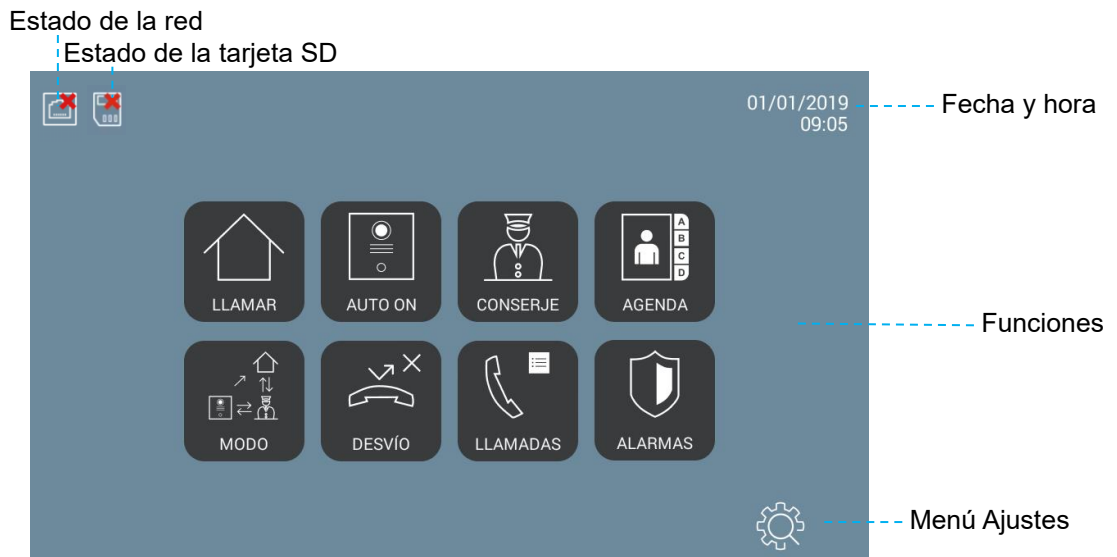 Estado de la red
Estado de la tarjeta SD
01/01/2019
09:05
Fecha y hora
LLAMAR
AUTO ON
CONSERJE
A
B
C
D
AGENDA
Funciones
MODO
DESVÍO
LLAMADAS
ALARMAS
Menú Ajustes